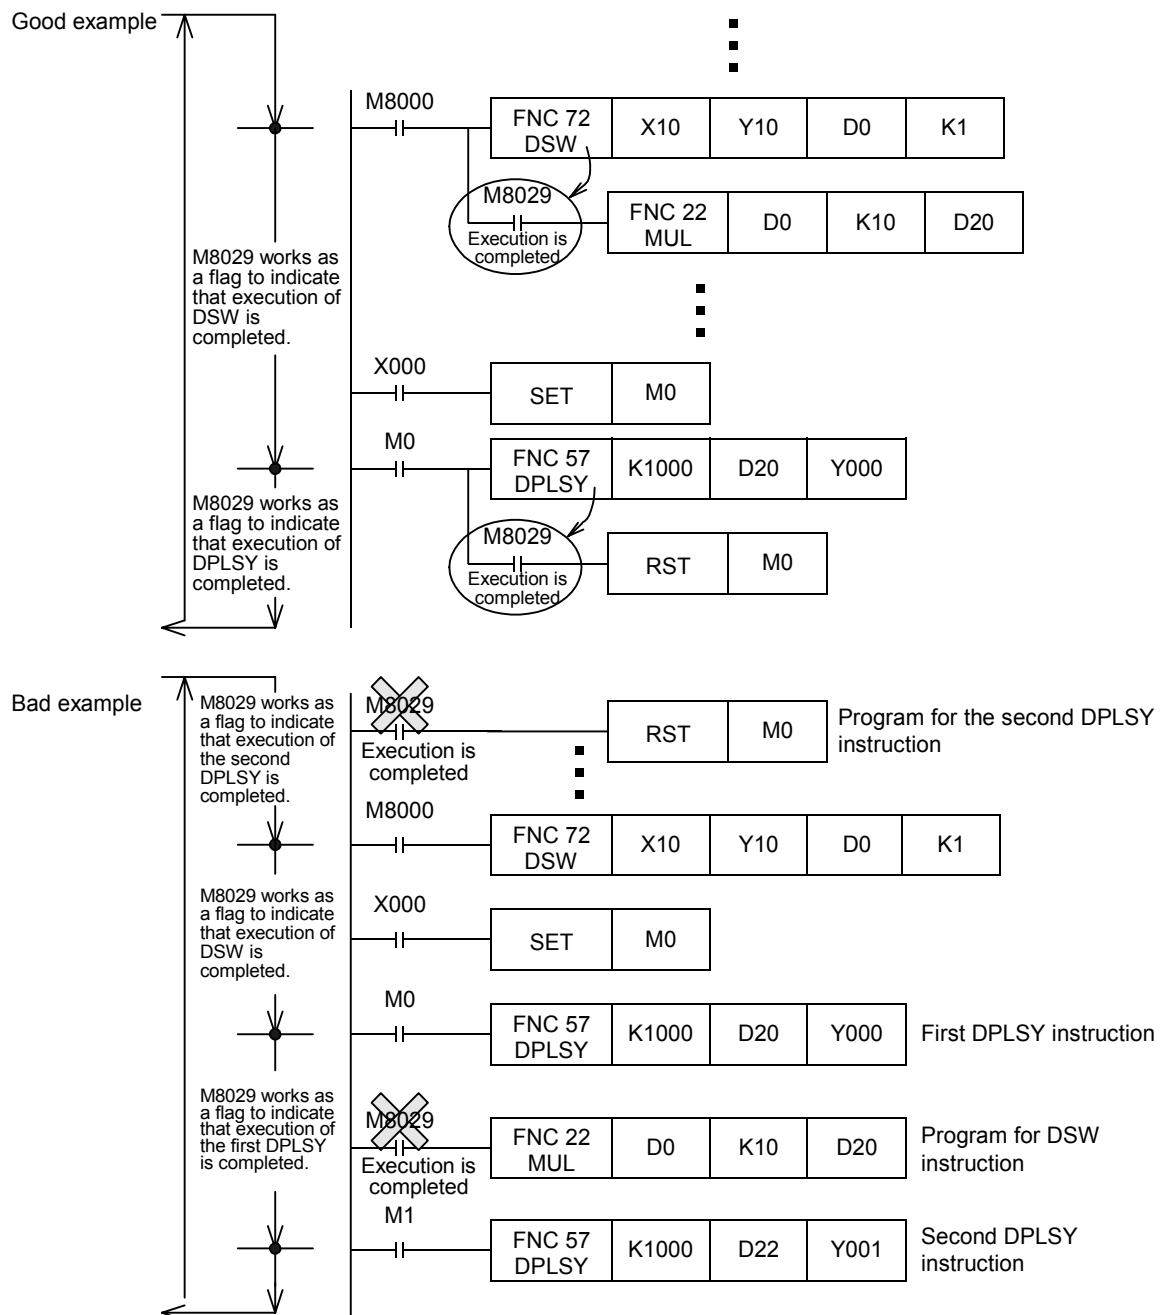 Good example
M8000
FNC 72
DSW
X10
Y10
D0
K1
M8029
Execution is
completed
FNC 22
MUL
D0
K10
D20
M8029 works as
a flag to indicate
that execution of
DSW is
completed.
X000
SET
M0
M0
FNC 57
DPLSY
K1000
D20
Y000
M8029 works as
a flag to indicate
that execution of
DPLSY is
completed.
M8029
Execution is
completed
RST
M0
Bad example
M8029 works as
a flag to indicate
that execution of
the second
DPLSY is
completed.
M8029
Execution is
completed
RST
M0
Program for the second DPLSY
instruction
M8000
FNC 72
DSW
X10
Y10
D0
K1
M8029 works as
a flag to indicate
that execution of
DSW is
completed.
X000
SET
M0
M0
FNC 57
DPLSY
K1000
D20
Y000
First DPLSY instruction
M8029 works as
a flag to indicate
that execution of
the first DPLSY
is completed.
M8029
Execution is
completed
FNC 22
MUL
D0
K10
D20
Program for DSW
instruction
M1
FNC 57
DPLSY
K1000
D22
Y001
Second DPLSY
instruction